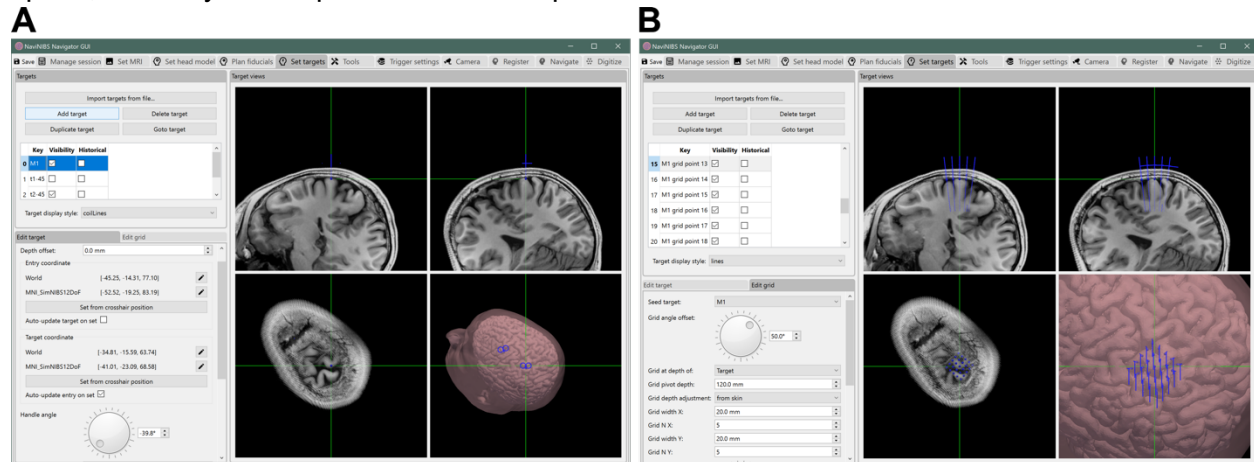 A
NaviNIBS Navigator GUI
Save Manage session Set MRI Set head model Plan fiducials Set targets Tools Trigger settings Camera Register Navigate Digitize
Targets
Import targets from file...
Add target Delete target
Duplicate target Goto target
Key Visibility Historical
0 M1
1 t1-45
2 t2-45
Target display style: coilLines
Edit target Edit grid
Depth offset: 0.0 mm
Entry coordinate
World [-45.25, -14.31, 77.10]
MNI_SimNIBS12DoF [-52.52, -19.25, 83.19]
Set from crosshair position
Auto-update target on set
Target coordinate
World [-34.81, -15.59, 63.74]
MNI_SimNIBS12DoF [-41.01, -23.09, 68.58]
Set from crosshair position
Auto-update entry on set
Handle angle
-39.8°
Target views
B
NaviNIBS Navigator GUI
Save Manage session Set MRI Set head model Plan fiducials Set targets Tools Trigger settings Camera Register Navigate Digitize
Targets
Import targets from file...
Add target Delete target
Duplicate target Goto target
Key Visibility Historical
15 M1 grid point 13
16 M1 grid point 14
17 M1 grid point 15
18 M1 grid point 16
19 M1 grid point 17
20 M1 grid point 18
Target display style: lines
Edit target Edit grid
Seed target: M1
Grid angle offset:
50.0°
Grid at depth of: Target
Grid pivot depth: 120.0 mm
Grid depth adjustment: from skin
Grid width X: 20.0 mm
Grid N X: 5
Grid width Y: 20.0 mm
Grid N Y: 5
Target views